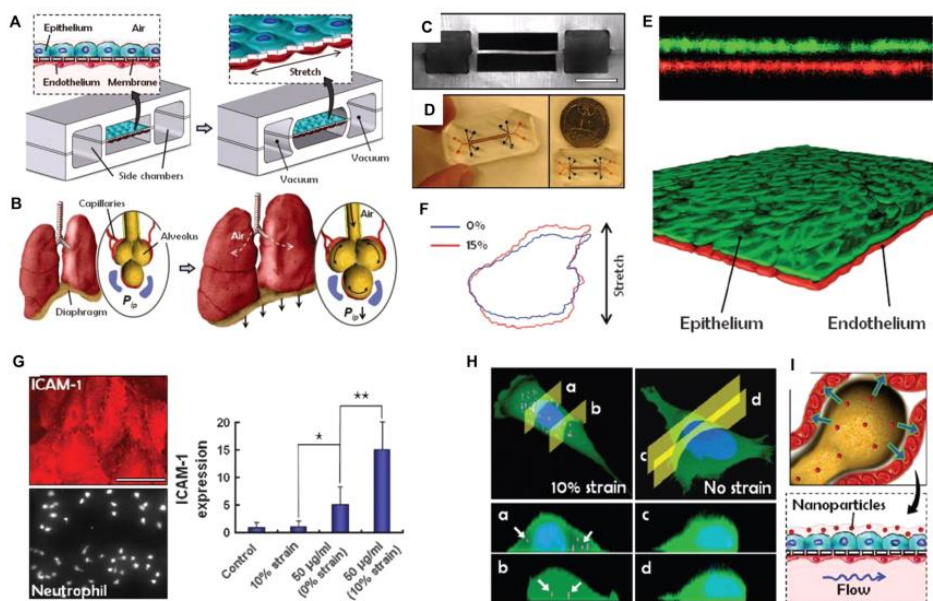 A
Epithelium
Air
Endothelium
Membrane
Stretch
Side chambers
Vacuum
Vacuum
B
Capillaries
Alveolus
Pip
Diaphragm
Air
Air
Pip↓
C
D
E
Epithelium
Endothelium
F
0%
15%
Stretch
G
ICAM-1
Neutrophil
ICAM-1
expression
20
15
10
5
0
*
**
Control
10% strain
50 µg/ml
(0% strain)
50 µg/ml
(10% strain)
H
a
b
10% strain
d
c
No strain
a
c
b
d
I
Nanoparticles
Flow